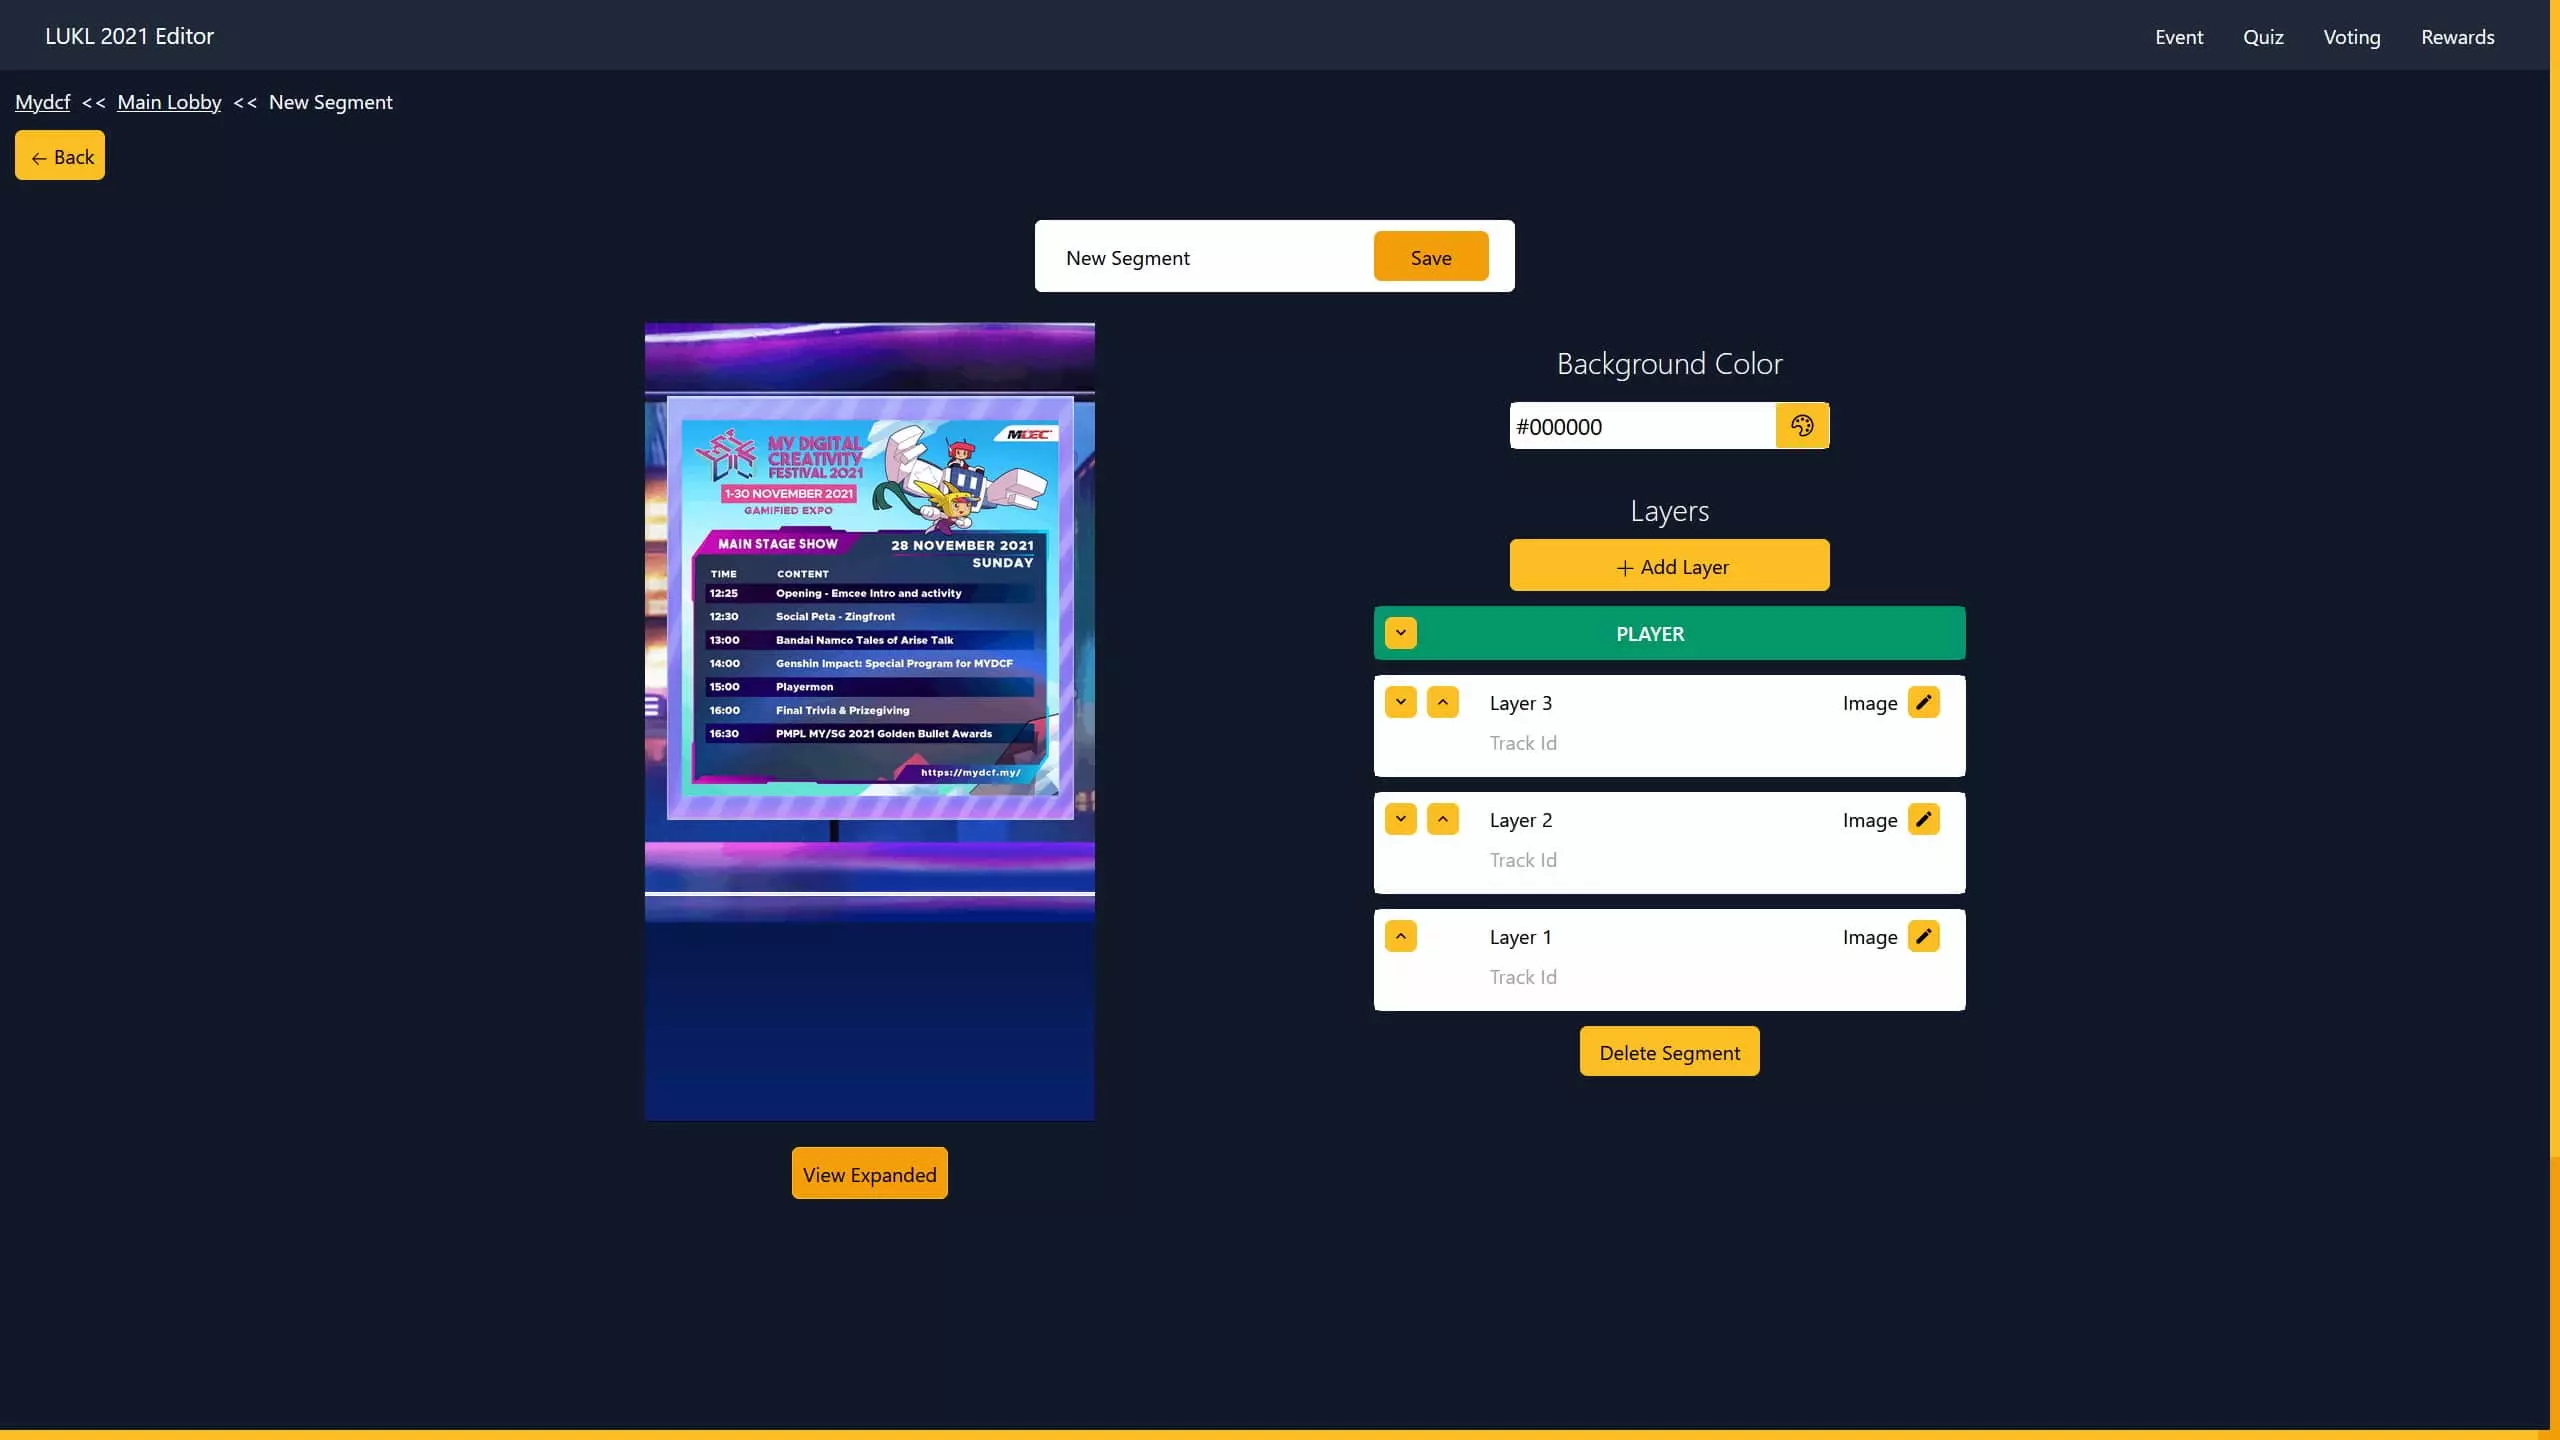 LUKL 2021 Editor
Event Quiz Voting Rewards
Mydcf << Main Lobby << New Segment
← Back
New Segment Save
MY DIGITAL
CREATIVITY
FESTIVAL 2021
1-30 NOVEMBER 2021
GAMIFIED EXPO
MDEC
MAIN STAGE SHOW
28 NOVEMBER 2021
SUNDAY
TIME CONTENT
12:25 Opening - Emcee Intro and activity
12:30 Social Peta - Zingfront
13:00 Bandai Namco Tales of Arise Talk
14:00 Genshin Impact: Special Program for MYDCF
15:00 Playermon
16:00 Final Trivia & Prizegiving
16:30 PMPL MY/SG 2021 Golden Bullet Awards
https://mydcf.my/
View Expanded
Background Color
#000000
Layers
+ Add Layer
PLAYER
Layer 3 Image
Track Id
Layer 2 Image
Track Id
Layer 1 Image
Track Id
Delete Segment